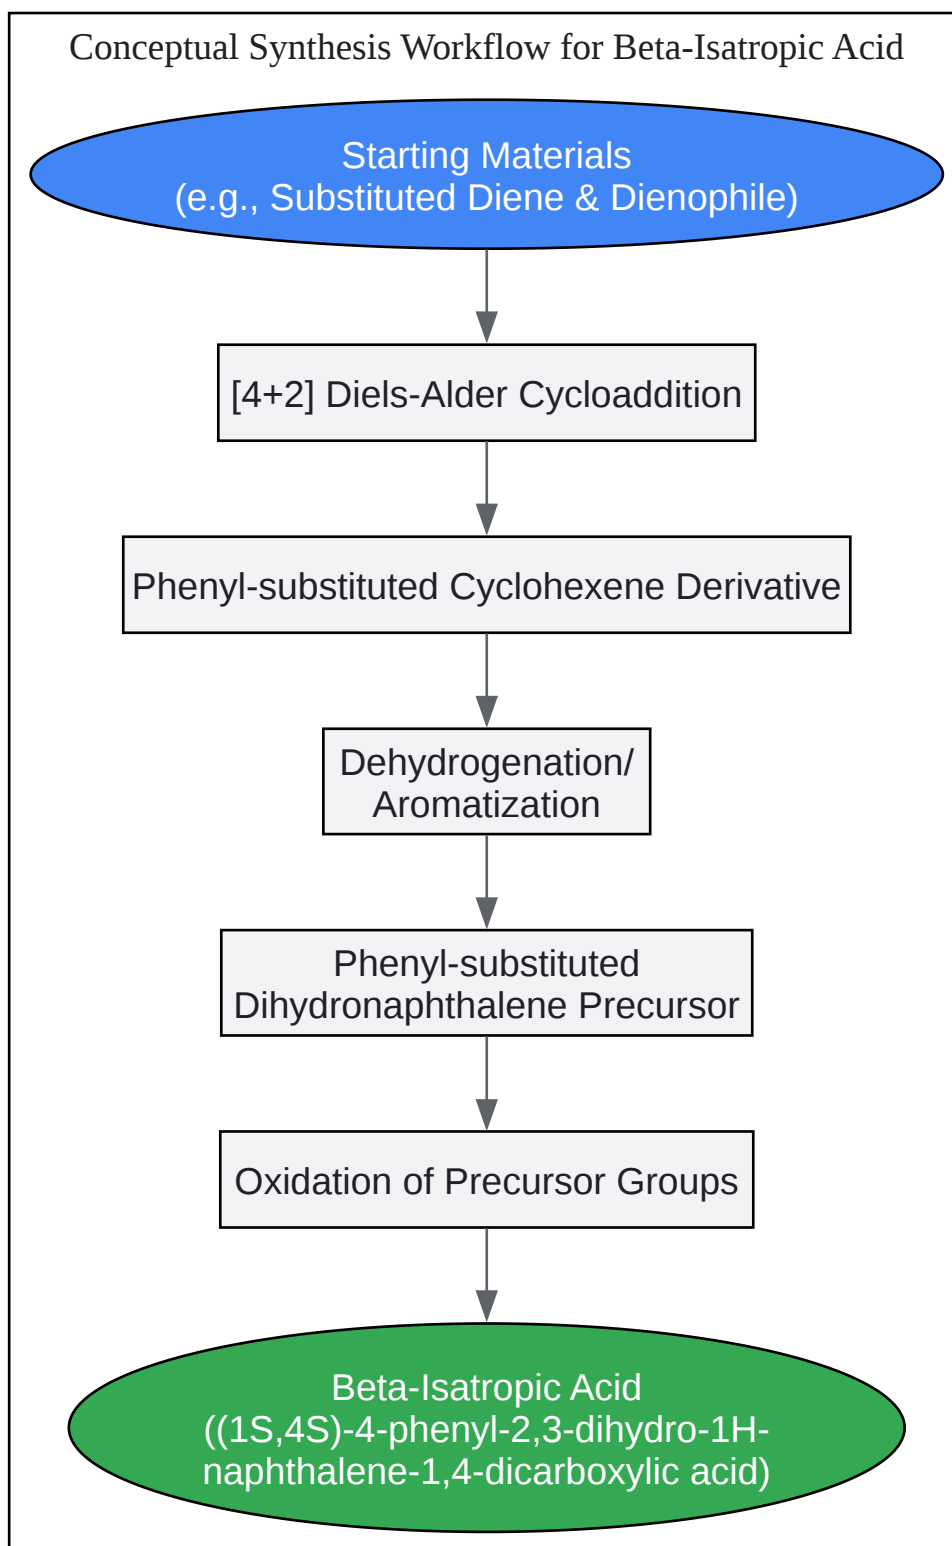 Conceptual Synthesis Workflow for Beta-Isatropic Acid
Starting Materials
(e.g., Substituted Diene & Dienophile)
[4+2] Diels-Alder Cycloaddition
Phenyl-substituted Cyclohexene Derivative
Dehydrogenation/
Aromatization
Phenyl-substituted
Dihydronaphthalene Precursor
Oxidation of Precursor Groups
Beta-Isatropic Acid
((1S,4S)-4-phenyl-2,3-dihydro-1H-
naphthalene-1,4-dicarboxylic acid)